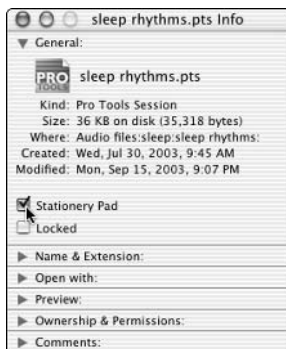 sleep rhythms.pts Info
General:
PRO TOOLS
sleep rhythms.pts
Kind: Pro Tools Session
Size: 36 KB on disk (35,318 bytes)
Where: Audio files:sleep:sleep rhythms:
Created: Wed, Jul 30, 2003, 9:45 AM
Modified: Mon, Sep 15, 2003, 9:07 PM
Stationery Pad
Locked
Name & Extension:
Open with:
Preview:
Ownership & Permissions:
Comments: